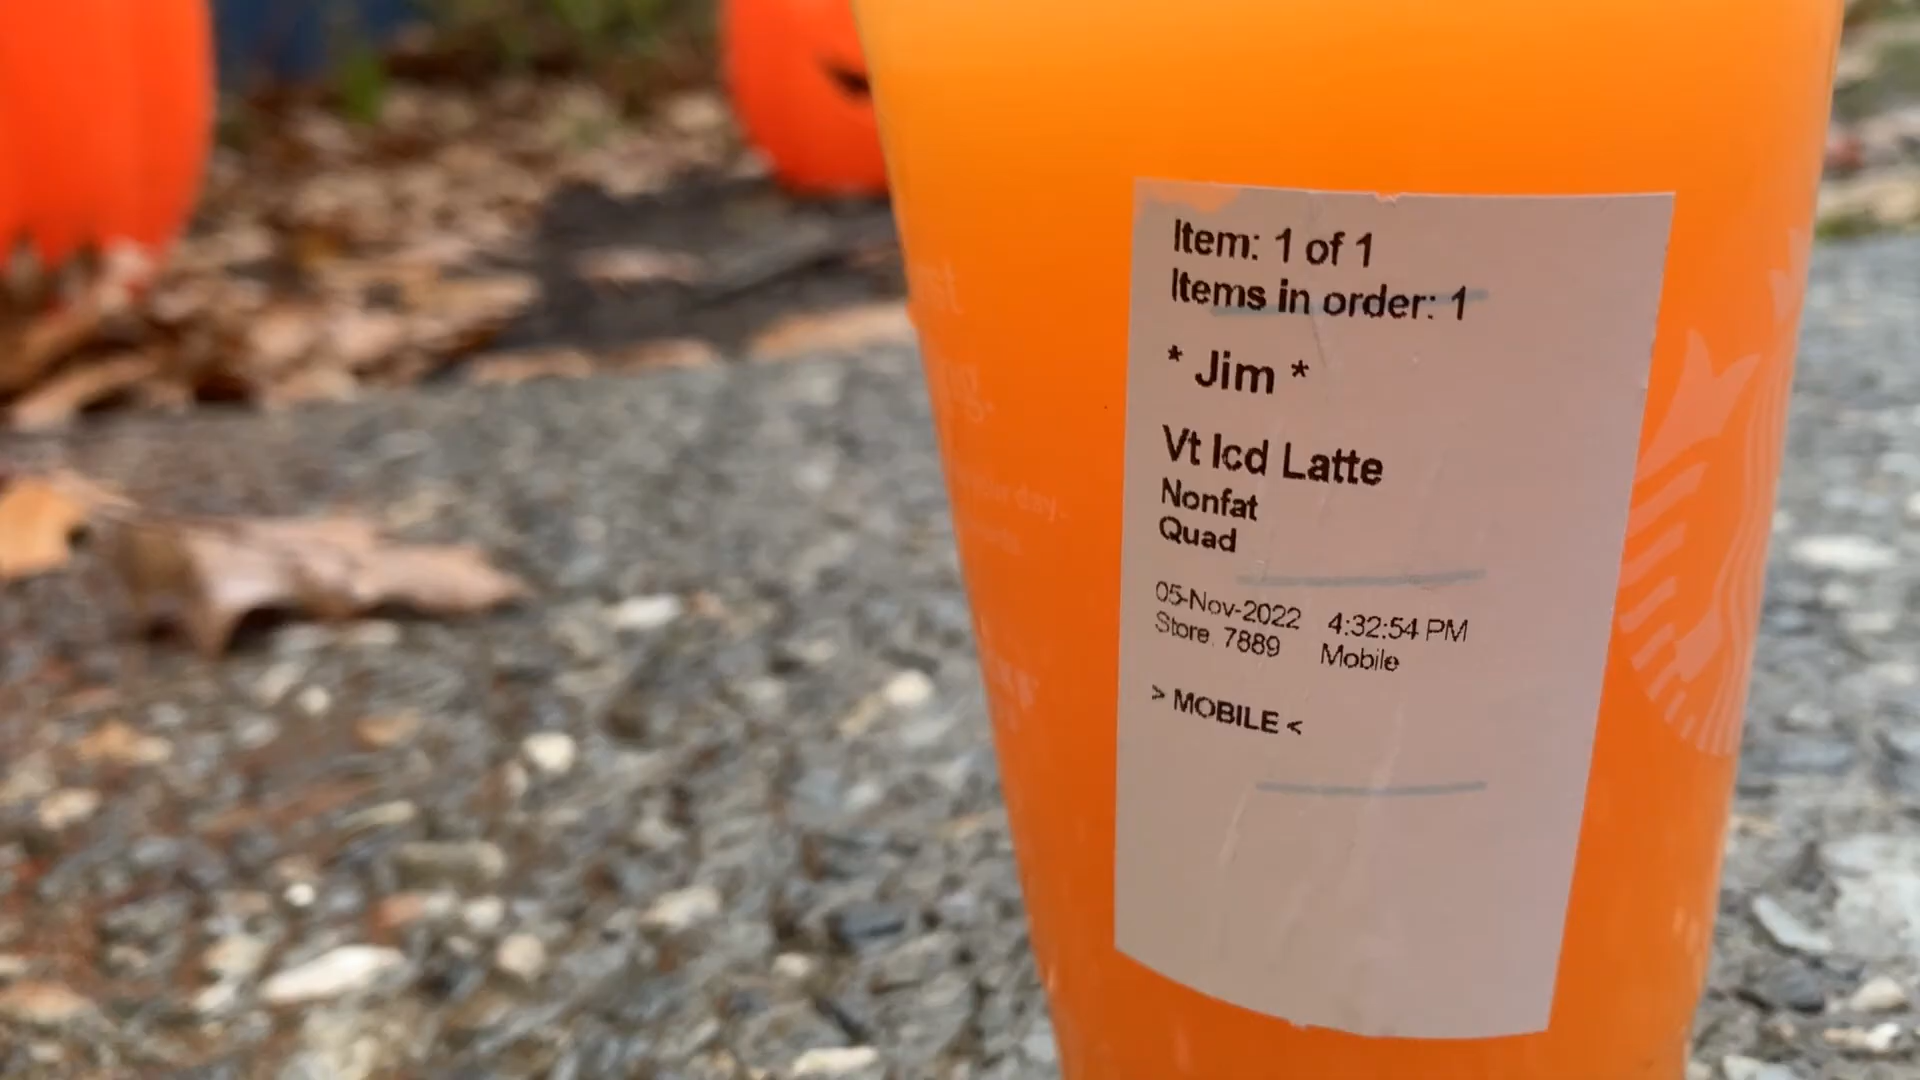 Item: 1 of 1
Items in order: 1
* Jim *
Vt Icd Latte
Nonfat
Quad
05-Nov-2022 4:32:54 PM
Store 7889 Mobile
> MOBILE <